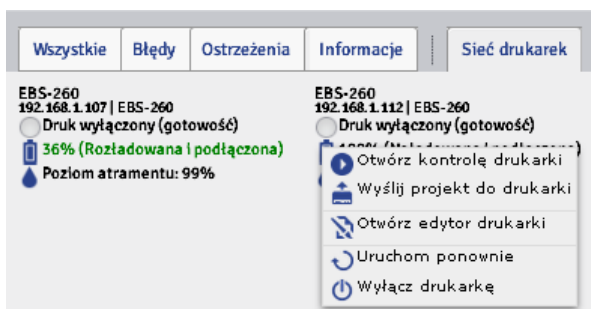 Wszystkie Błędy Ostrzeżenia Informacje Sieć drukarek
EBS-260
192.168.1.107 | EBS-260
Druk wyłączony (gotowość)
36% (Rozładowana i podłączona)
Poziom atramentu: 99%
EBS-260
192.168.1.112 | EBS-260
Druk wyłączony (gotowość)
Otwórz kontrolę drukarki
Wyślij projekt do drukarki
Otwórz edytor drukarki
Uruchom ponownie
Wyłącz drukarkę